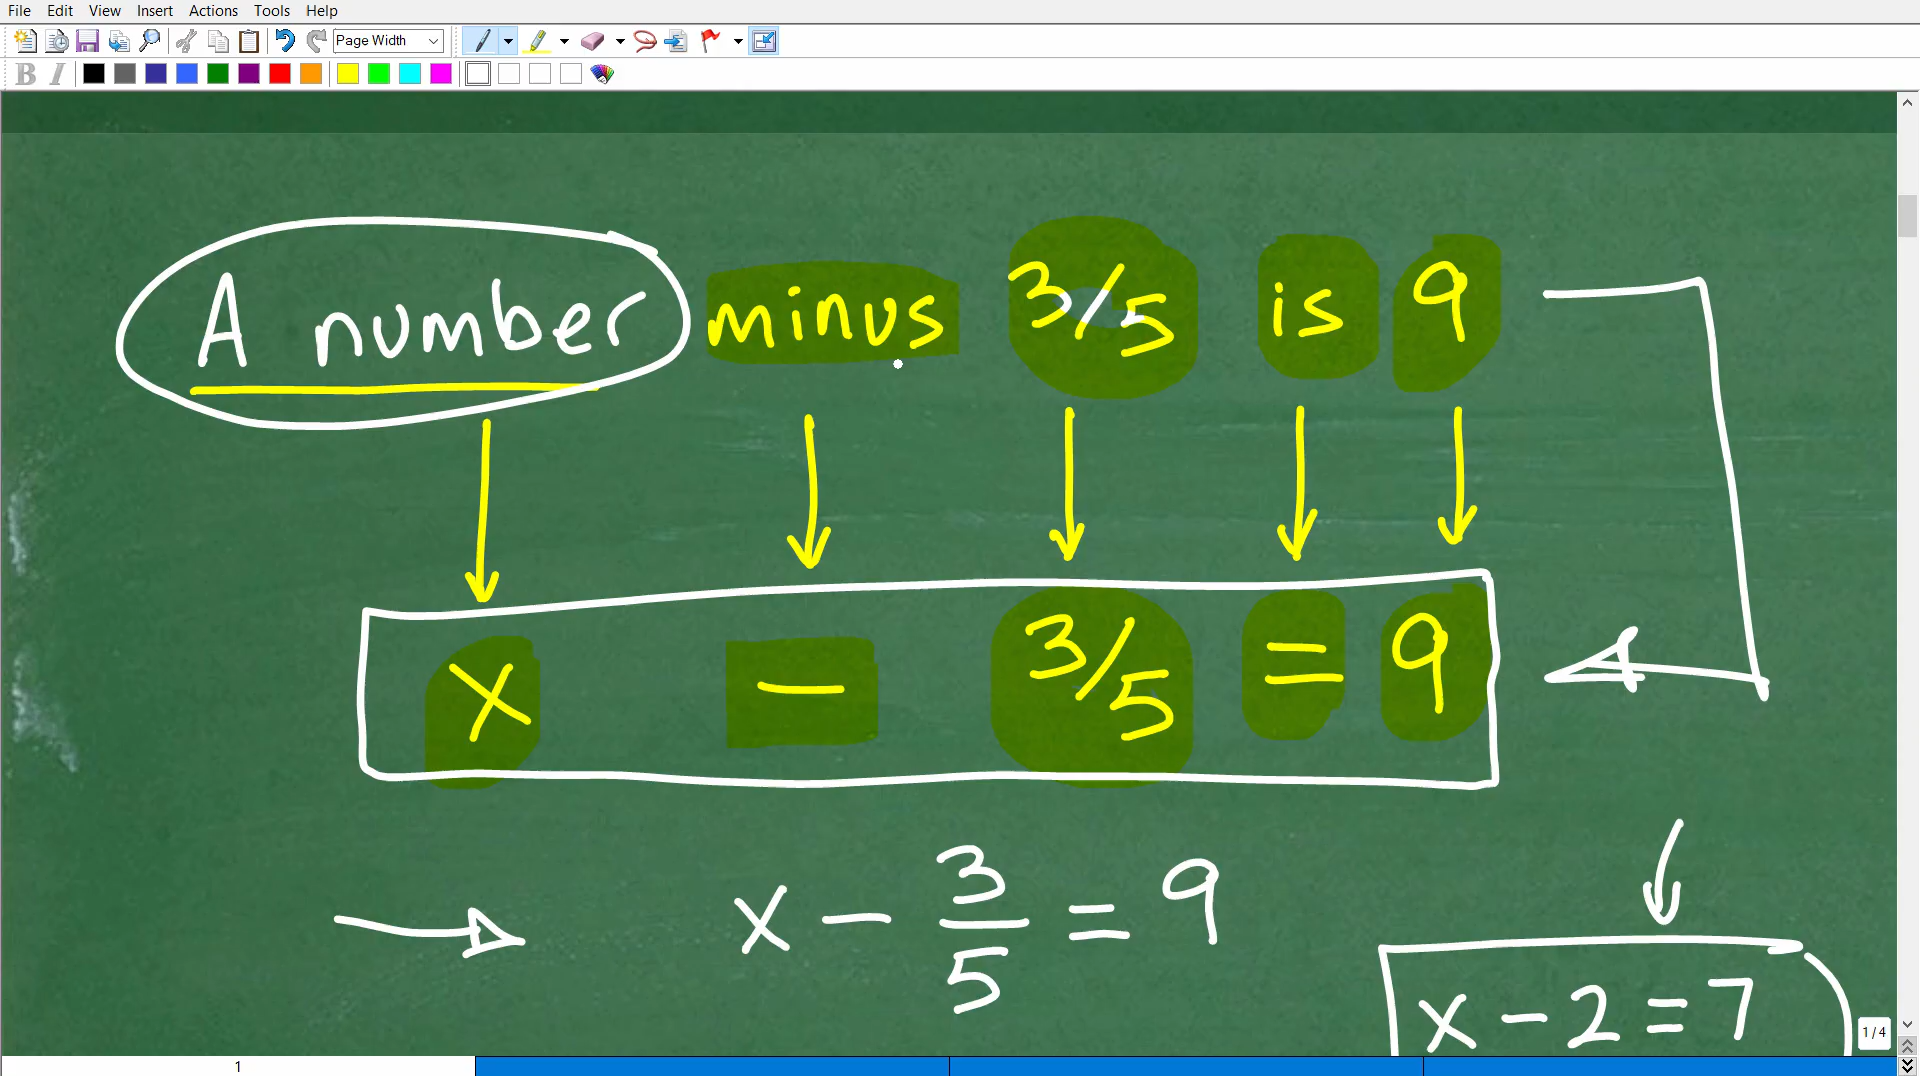 File Edit View Insert Actions Tools Help
Page Width
B I
A number minus 3/5 is 9
x - 3/5 = 9
x - 3/5 = 9
x - 2 = 7
1 / 4
1